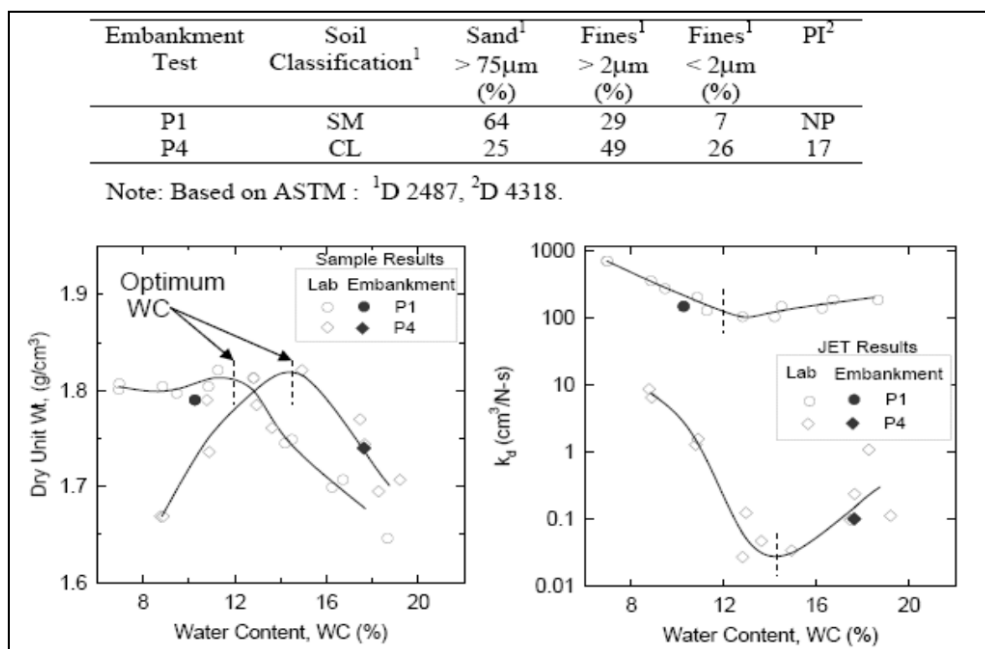 Embankment Soil Sand¹ Fines¹ Fines¹ PI²
Test Classification¹ > 75μm > 2μm < 2μm
(%) (%) (%)
P1 SM 64 29 7 NP
P4 CL 25 49 26 17
Note: Based on ASTM : ¹D 2487, ²D 4318.
Optimum
WC
Sample Results
Lab Embankment
P1
P4
Dry Unit Wt, (g/cm³)
1.9
1.8
1.7
1.6
8 12 16 20
Water Content, WC (%)
JET Results
Lab Embankment
P1
P4
k_d (cm³/N-s)
1000
100
10
1
0.1
0.01
8 12 16 20
Water Content, WC (%)